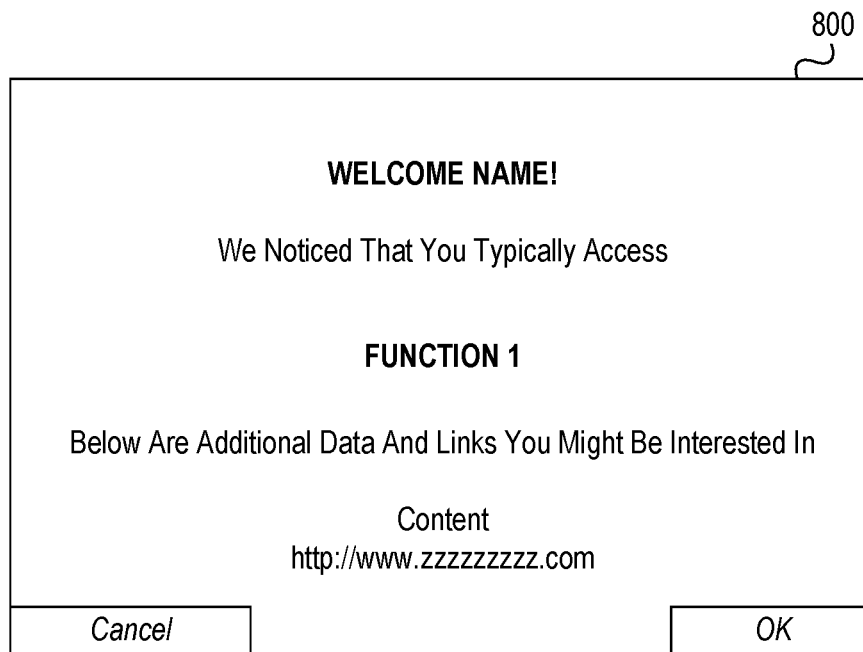 800
WELCOME NAME!
We Noticed That You Typically Access
FUNCTION 1
Below Are Additional Data And Links You Might Be Interested In
Content
http://www.zzzzzzzzz.com
Cancel
OK